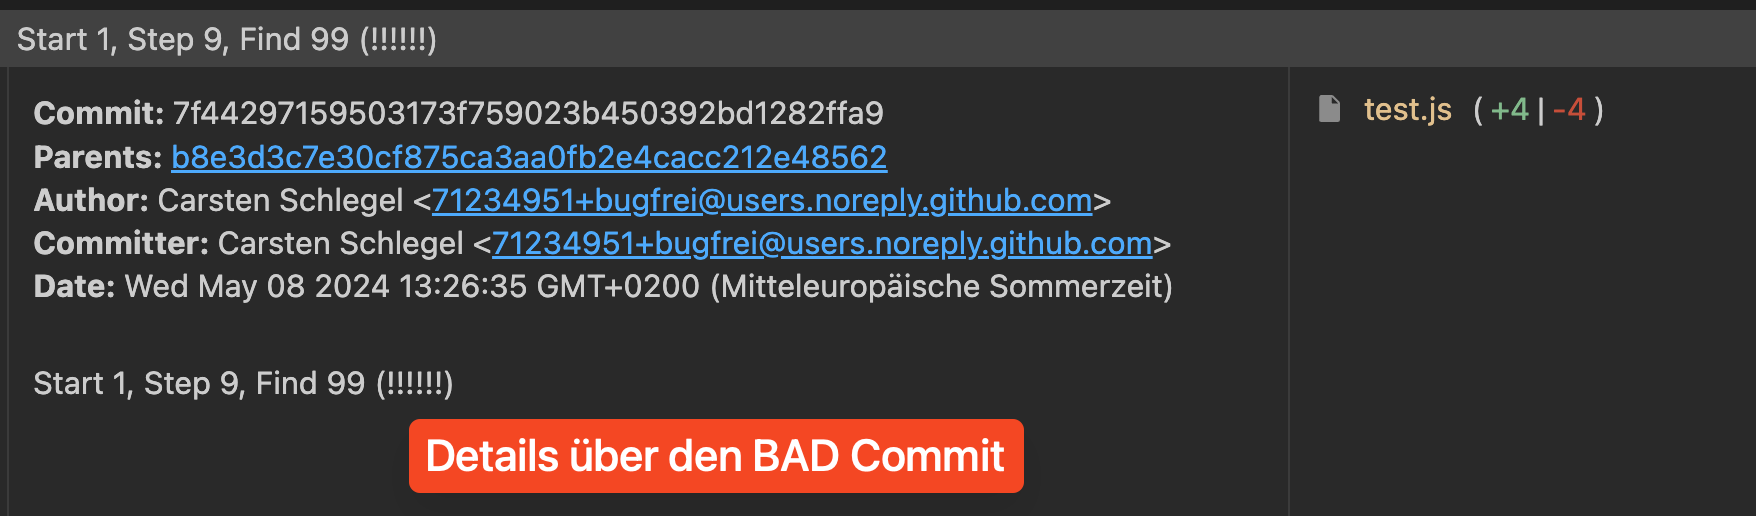 Start 1, Step 9, Find 99 (!!!!!!)
Commit: 7f44297159503173f759023b450392bd1282ffa9
Parents: b8e3d3c7e30cf875ca3aa0fb2e4cacc212e48562
Author: Carsten Schlegel <71234951+bugfrei@users.noreply.github.com>
Committer: Carsten Schlegel <71234951+bugfrei@users.noreply.github.com>
Date: Wed May 08 2024 13:26:35 GMT+0200 (Mitteleuropäische Sommerzeit)
Start 1, Step 9, Find 99 (!!!!!!)
Details über den BAD Commit
test.js (+4|-4)